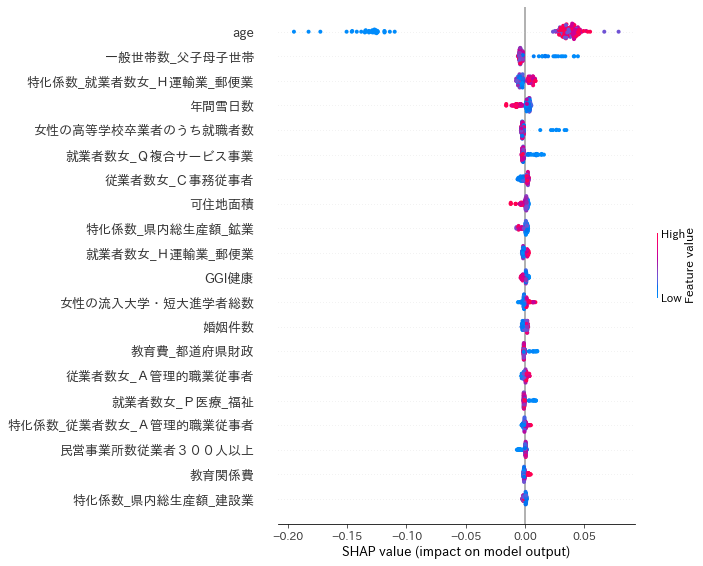 age
一般世帯数_父子母子世帯
特化係数_就業者数女_Ｈ運輸業_郵便業
年間雪日数
女性の高等学校卒業者のうち就職者数
就業者数女_Ｑ複合サービス事業
従業者数女_Ｃ事務従事者
可住地面積
特化係数_県内総生産額_鉱業
就業者数女_Ｈ運輸業_郵便業
GGI健康
女性の流入大学・短大進学者総数
婚姻件数
教育費_都道府県財政
従業者数女_Ａ管理的職業従事者
就業者数女_Ｐ医療_福祉
特化係数_従業者数女_Ａ管理的職業従事者
民営事業所数従業者３００人以上
教育関係費
特化係数_県内総生産額_建設業
−0.20 −0.15 −0.10 −0.05 0.00 0.05
SHAP value (impact on model output)
High
Low
Feature value